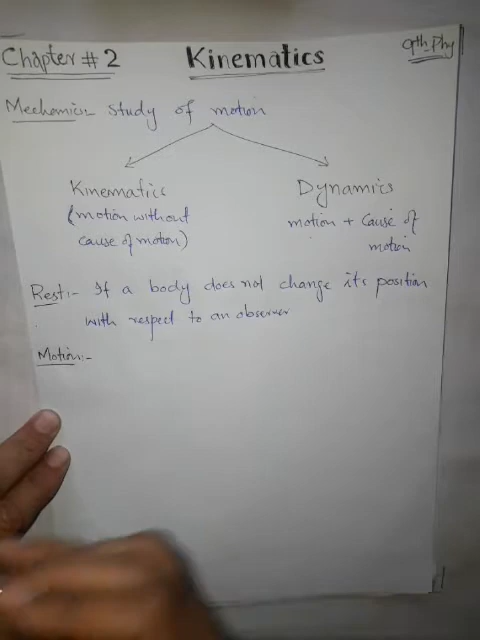 Chapter # 2 Kinematics 9th Phy
Mechanics- Study of motion
Kinematics Dynamics
(motion without motion + Cause of
cause of motion) motion
Rest:- If a body does not change its position
with respect to an observer
Motion:-